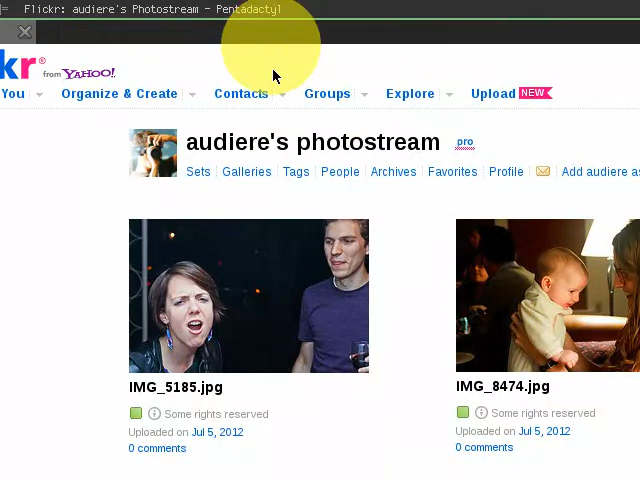 Flickr: audiere's Photostream - Pentadactyl
kr® from YAHOO!
You Organize & Create Contacts Groups Explore Upload NEW
audiere's photostream pro
Sets Galleries Tags People Archives Favorites Profile Add audiere as
IMG_5185.jpg IMG_8474.jpg
Some rights reserved Some rights reserved
Uploaded on Jul 5, 2012 Uploaded on Jul 5, 2012
0 comments 0 comments